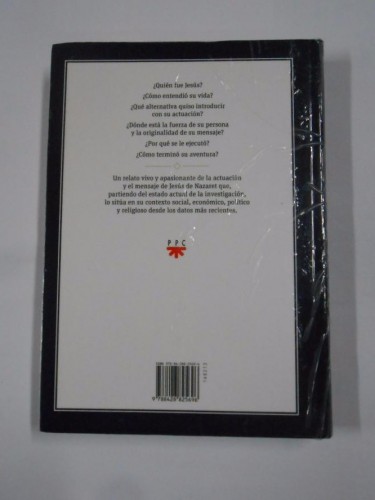 ¿Quién fue Jesús?
¿Cómo entendió su vida?
¿Qué alternativa quiso introducir
con su actuación?
¿Dónde está la fuerza de su persona
y la originalidad de su mensaje?
¿Por qué se le ejecutó?
¿Cómo terminó su aventura?
Un relato vivo y apasionante de la actuación
y el mensaje de Jesús de Nazaret que,
partiendo del estado actual de la investigación,
lo sitúa en su contexto social, económico, político
y religioso desde los datos más recientes.
PPC